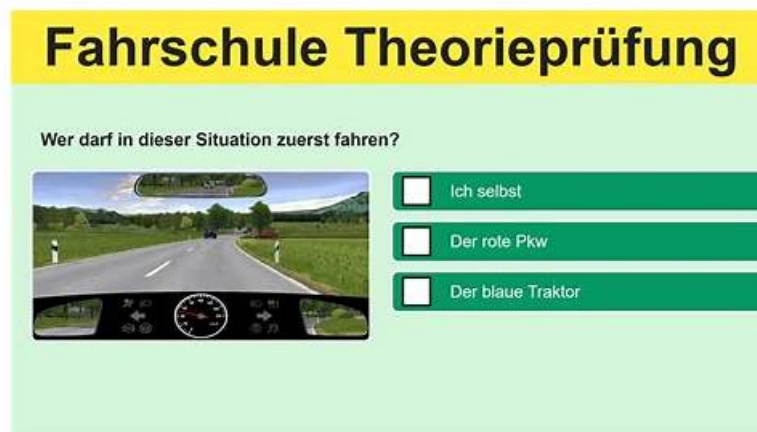 Fahrschule Theorieprüfung
Wer darf in dieser Situation zuerst fahren?
Ich selbst
Der rote Pkw
Der blaue Traktor